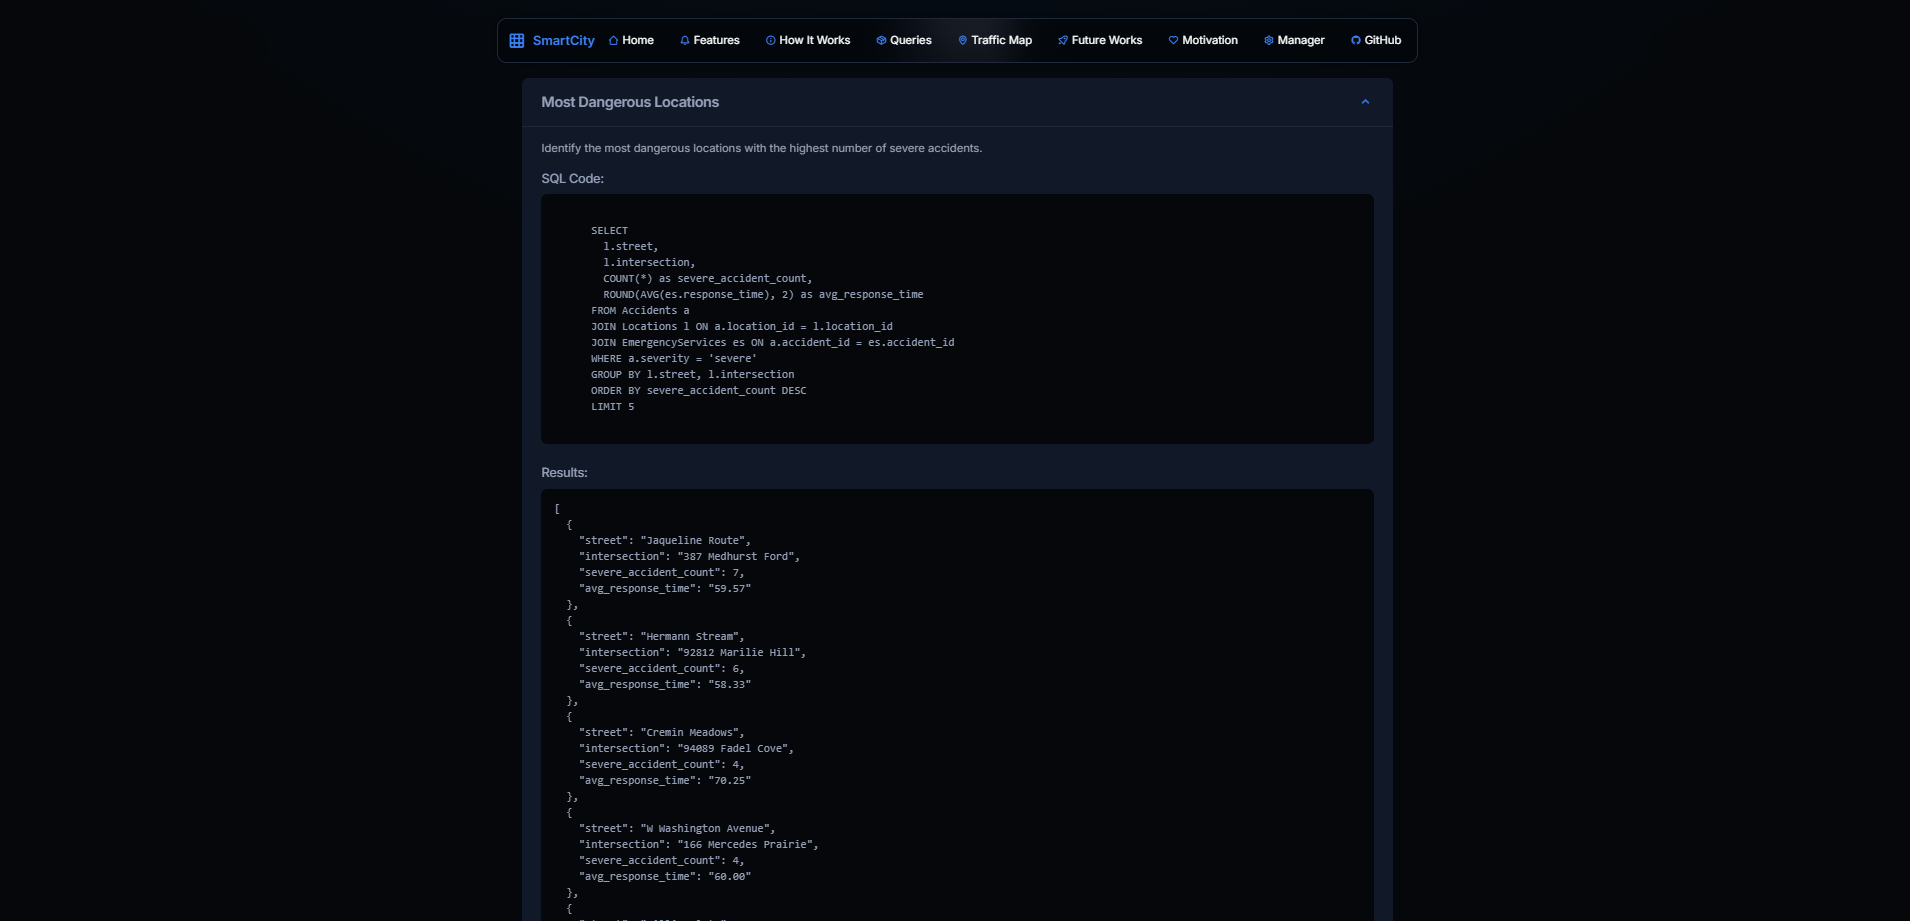 SmartCity Home Features How It Works Queries Traffic Map Future Works Motivation Manager GitHub
Most Dangerous Locations
Identify the most dangerous locations with the highest number of severe accidents.
SQL Code:
SELECT
l.street,
l.intersection,
COUNT(*) as severe_accident_count,
ROUND(AVG(es.response_time), 2) as avg_response_time
FROM Accidents a
JOIN Locations l ON a.location_id = l.location_id
JOIN EmergencyServices es ON a.accident_id = es.accident_id
WHERE a.severity = 'severe'
GROUP BY l.street, l.intersection
ORDER BY severe_accident_count DESC
LIMIT 5
Results:
[
{
"street": "Jaqueline Route",
"intersection": "387 Medhurst Ford",
"severe_accident_count": 7,
"avg_response_time": "59.57"
},
{
"street": "Hermann Stream",
"intersection": "92812 Marilie Hill",
"severe_accident_count": 6,
"avg_response_time": "58.33"
},
{
"street": "Cremin Meadows",
"intersection": "94089 Fadel Cove",
"severe_accident_count": 4,
"avg_response_time": "70.25"
},
{
"street": "W Washington Avenue",
"intersection": "166 Mercedes Prairie",
"severe_accident_count": 4,
"avg_response_time": "60.00"
},
{